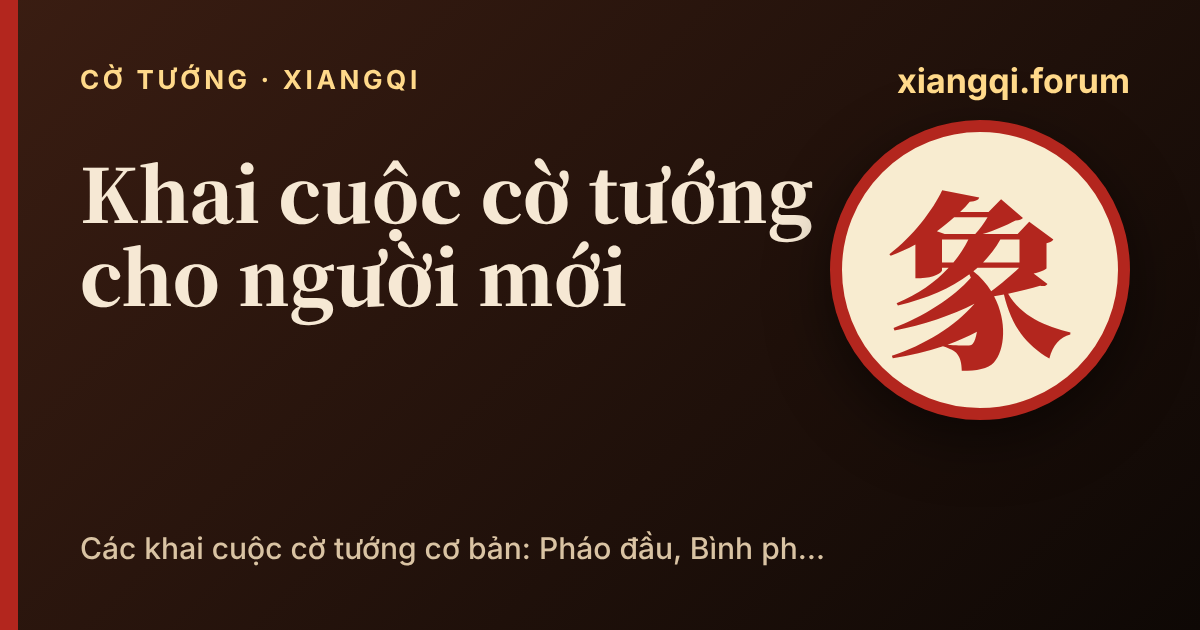 CỜ TƯỚNG · XIANGQI
xiangqi.forum
Khai cuộc cờ tướng
cho người mới
象
Các khai cuộc cờ tướng cơ bản: Pháo đầu, Bình ph...